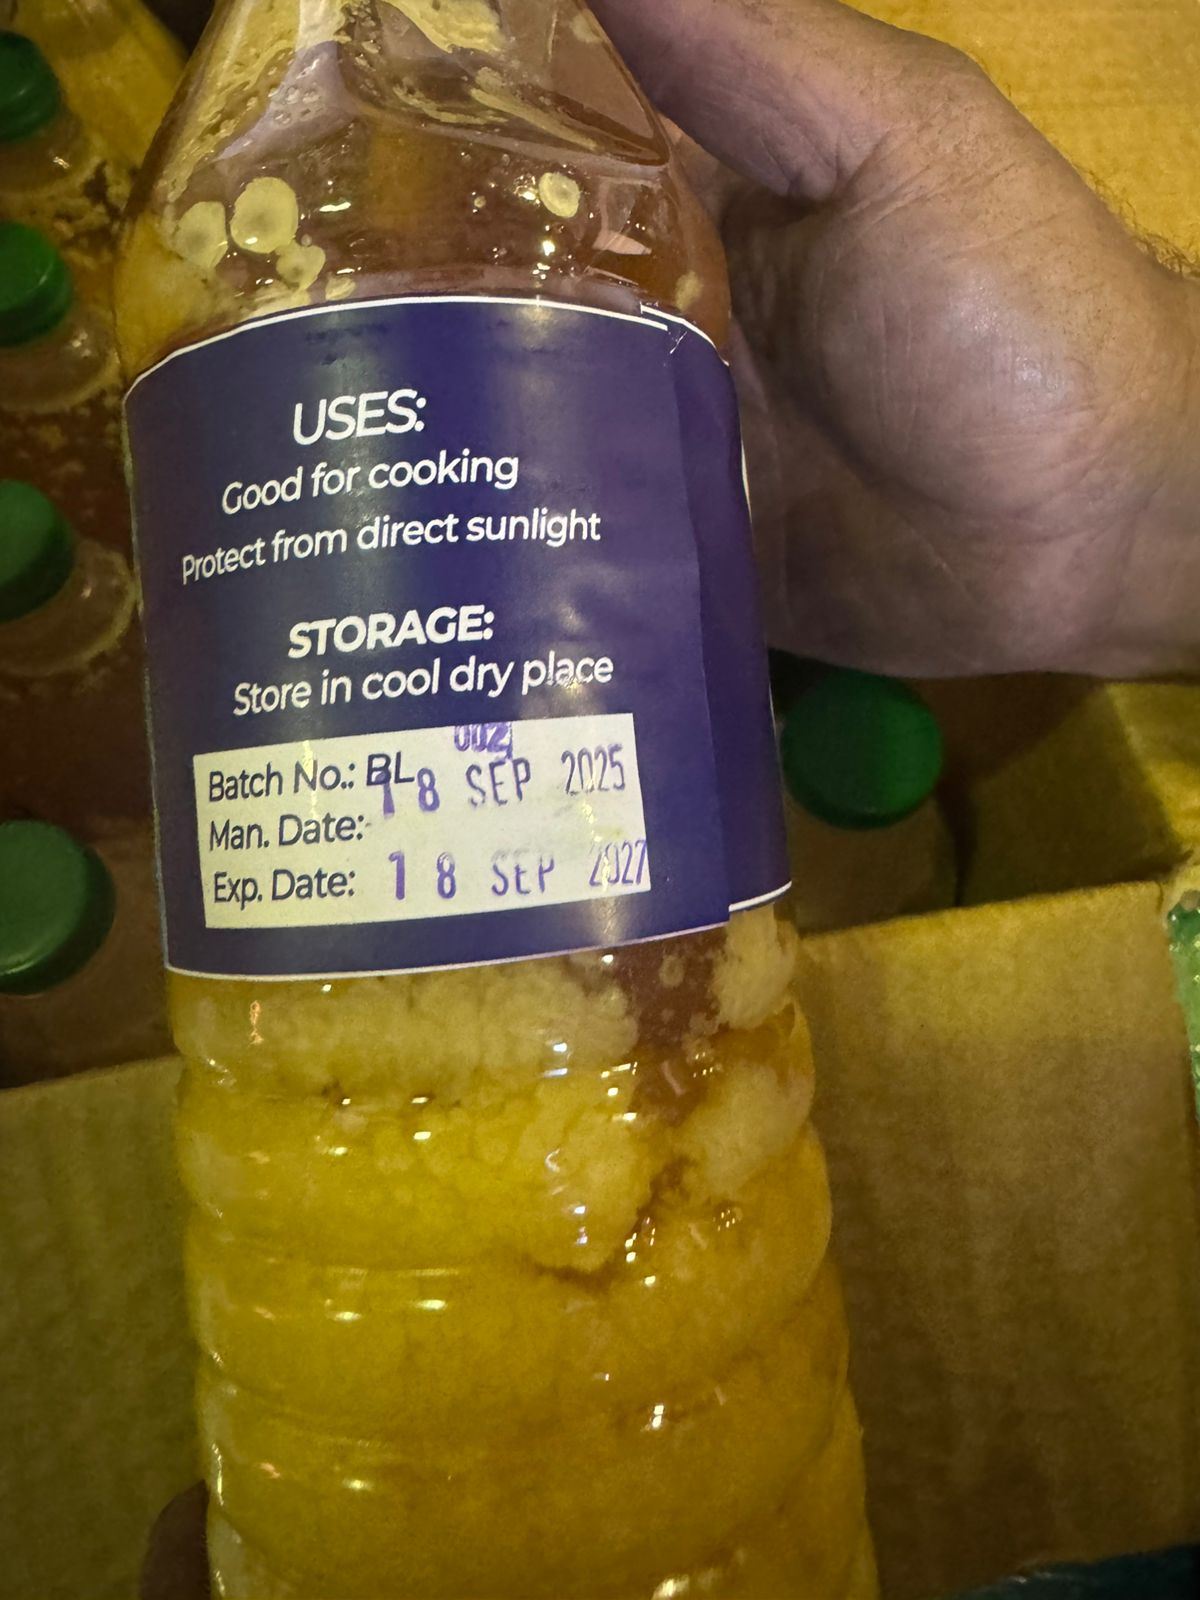 USES:
Good for cooking
Protect from direct sunlight
STORAGE:
Store in cool dry place
002
Batch No.: BL
18 SEP 2025
Man. Date:
Exp. Date: 18 SEP 2027